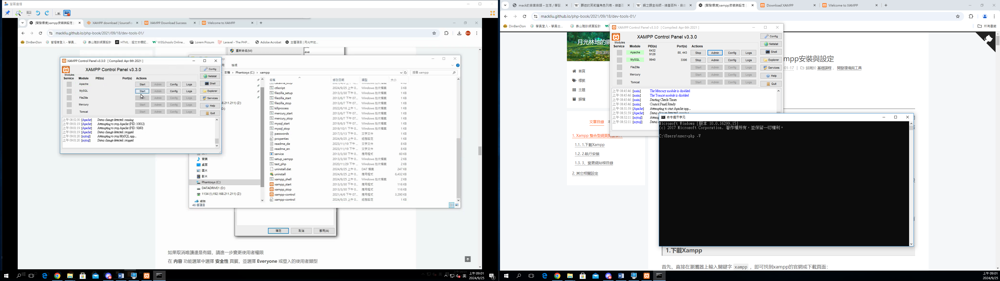 螢幕直播
[開發環境]xampp安裝與設定
XAMPP download | SourceFo
XAMPP Download Success
Welcome to XAMPP
mackliu.github.io/php-book/2021/09/18/dev-tools-01/
DinBenDon
管理者登入 - 學員...
泰山職訓網頁設計
HTML：超文本標記...
W3Schools Online...
Lorem Picsum
Laravel - The PHP...
Adobe Acrobat
主題項目 | 月光林地...
重新命名(M)
.exe
檢視
本機 > Phantosys (C:) > xampp
搜尋 xampp
名稱 修改日期 類型 大小
ctlscript 2024/9/25 上午 0... Windows 批次檔案 3 KB
filezilla_setup 2013/3/30 下午 0... Windows 批次檔案 1 KB
filezilla_start 2013/6/7 下午 07... Windows 批次檔案 1 KB
filezilla_stop 2013/6/7 下午 07... Windows 批次檔案 1 KB
killprocess 2022/6/16 上午 1... Windows 批次檔案 1 KB
mercury_start 2013/6/7 下午 07... Windows 批次檔案 1 KB
mercury_stop 2013/6/7 下午 07... Windows 批次檔案 1 KB
mysql_start 2019/6/3 下午 07... Windows 批次檔案 1 KB
mysql_stop 2019/10/1 下午 0... Windows 批次檔案 1 KB
passwords 2017/3/13 下午 0... 文字文件 1 KB
properties 2024/9/25 上午 0... 組態設定 1 KB
readme_de 2023/11/19 下午 ... 文字文件 8 KB
readme_en 2023/11/19 下午 ... 文字文件 8 KB
service 2013/3/30 下午 0... 應用程式 60 KB
setup_xampp 2013/3/30 下午 0... Windows 批次檔案 2 KB
test_php 2020/11/29 下午 ... Windows 批次檔案 2 KB
uninstall.dat 2024/9/25 上午 0... DAT 檔案 247 KB
uninstall 2024/9/25 上午 0... 應用程式 6,432 KB
xampp_shell 2024/9/25 上午 0... Windows 批次檔案 2 KB
xampp_start 2013/3/30 下午 0... 應用程式 116 KB
xampp_stop 2013/3/30 下午 0... 應用程式 116 KB
xampp-control 2021/4/6 下午 07... 應用程式 3,290 KB
xampp-control 2024/9/25 上午 0... 組態設定 1 KB
.211.211) (Z:)
D:)
音樂
桌面
圖片
影片
Phantosys (C:)
DATADRIVE1 (D:)
1134 (\\192.168.211.211) (Z:)
網路
46 個項目
XAMPP Control Panel v3.3.0 [ Compiled: Apr 6th 2021 ]
XAMPP Control Panel v3.3.0
Modules
Service Module PID(s) Port(s) Actions
Apache Start Admin Config Logs
MySQL Start Admin Config Logs
FileZilla Start Admin Config Logs
Mercury Start Admin Config Logs
Tomcat Start Admin Config Logs
Config
Netstat
Shell
Explorer
Services
Help
Quit
上午 08:52:30 [Apache] Status change detected: running
上午 09:01:19 [Apache] Attempting to stop Apache (PID: 10012)
上午 09:01:19 [Apache] Attempting to stop Apache (PID: 9260)
上午 09:01:19 [Apache] Status change detected: stopped
上午 09:01:20 [mysql] Attempting to stop MySQL app...
上午 09:01:20 [mysql] Status change detected: stopped
確定 取消 套用(A)
如果取消唯讀還是有錯，請進一步變更使用者權限
在 內容 功能選單中選擇 安全性 頁籤，並選擇 Everyone 或登入的使用者類型
英
上午 09:01
2024/9/25
mack的自言自語 – 生活 / 學習
葬送的芙莉蓮角色列表 - 維基百
鋼之鍊金術師 - 維基百科，自由
[開發環境]xampp安裝與設定 |
Download XAMPP
Welcome to XAMPP
mackliu.github.io/php-book/2021/09/18/dev-tools-01/
DinBenDon
學員登入 - 學員出...
泰山職訓網頁設計
所有書籤
月光林地的網
首頁
標籤
主題
歸檔
文章目錄
1. Xampp 整合型網頁開發軟件
1.1. 1.下載Xampp
1.2. 2.執行安裝
1.3. 3、變更網站根目錄
2. 其它相關設定
mpp安裝與設定
-01-17 | 歸屬於 基礎課程， 開發環境與工具
XAMPP Control Panel v3.3.0 [ Compiled: Apr 6th 2021 ]
XAMPP Control Panel v3.3.0
Modules
Service Module PID(s) Port(s) Actions
Apache 6432 9128 80, 443 Stop Admin Config Logs
MySQL 9940 3306 Stop Admin Config Logs
FileZilla Start Admin Config Logs
Mercury Start Admin Config Logs
Tomcat Start Admin Config Logs
Config
Netstat
Shell
Explorer
Services
Help
Quit
上午 08:45:46 [main] The Mercury module is disabled
上午 08:45:46 [main] The Tomcat module is disabled
上午 08:45:46 [main] Starting Check-Timer
上午 08:45:46 [main] Control Panel Ready
上午 08:51:59 [Apache] Attempting to start Apache app...
上午 08:51:59 [Apache] Status change detected: running
上午 08:52:11 [mysql] Attemp
上午 08:52:11 [mysql] Status
命令提示字元
Microsoft Windows [版本 10.0.16299.15]
(c) 2017 Microsoft Corporation. 著作權所有，並保留一切權利。
C:\Users\user>php -V
1.下載Xampp
首先，直接在瀏灠器上輸入關鍵字 xampp ，即可找到xampp的官網或下載頁面：
上午 09:01
2024/9/25